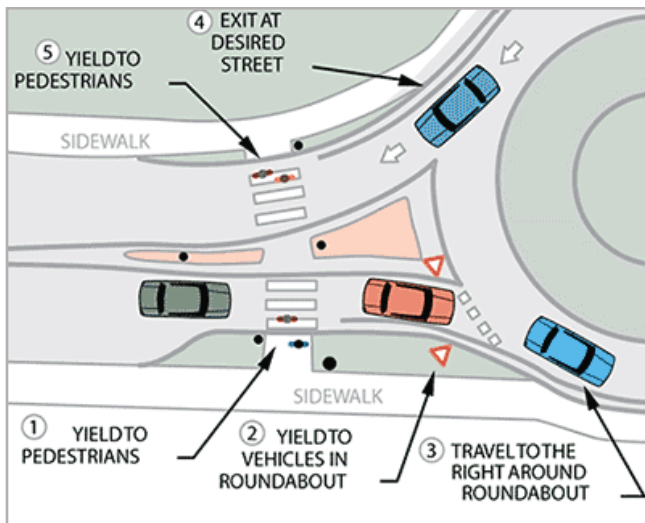 ④ EXIT AT
DESIRED
STREET
⑤ YIELD TO
PEDESTRIANS
SIDEWALK
SIDEWALK
① YIELD TO
PEDESTRIANS
② YIELD TO
VEHICLES IN
ROUNDABOUT
③ TRAVEL TO THE
RIGHT AROUND
ROUNDABOUT